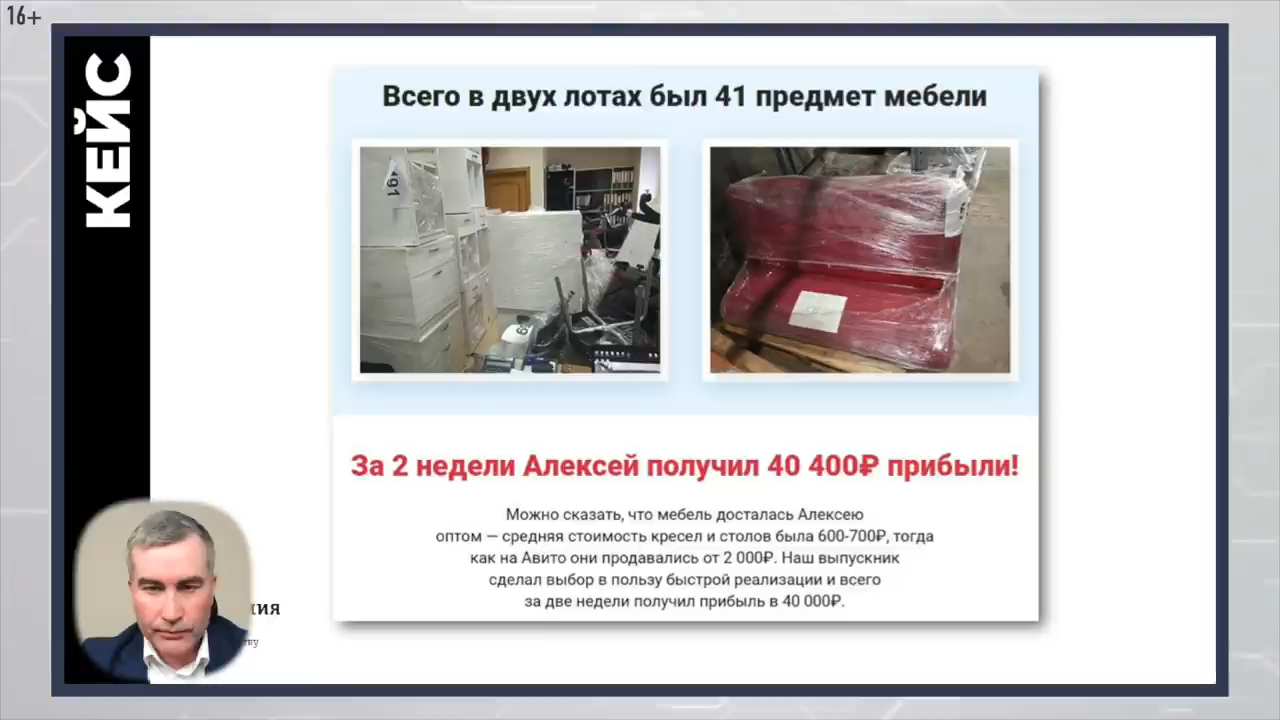 16+
КЕЙС
Всего в двух лотах был 41 предмет мебели
191
За 2 недели Алексей получил 40 400₽ прибыли!
Можно сказать, что мебель досталась Алексею
оптом — средняя стоимость кресел и столов была 600-700₽, тогда
как на Авито они продавались от 2 000₽. Наш выпускник
сделал выбор в пользу быстрой реализации и всего
за две недели получил прибыль в 40 000₽.